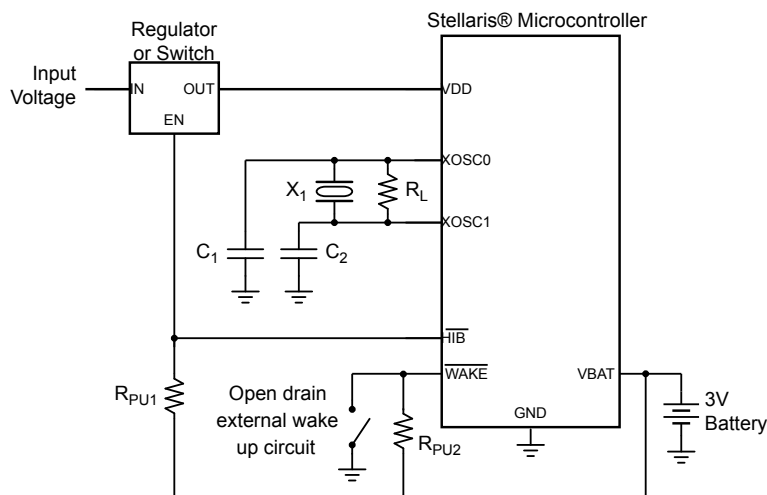 Stellaris® Microcontroller
Regulator
or Switch
Input
Voltage
IN
OUT
EN
VDD
XOSC0
X1
RL
XOSC1
C1
C2
HIB
WAKE
VBAT
RPU1
Open drain
external wake
up circuit
RPU2
GND
3V
Battery